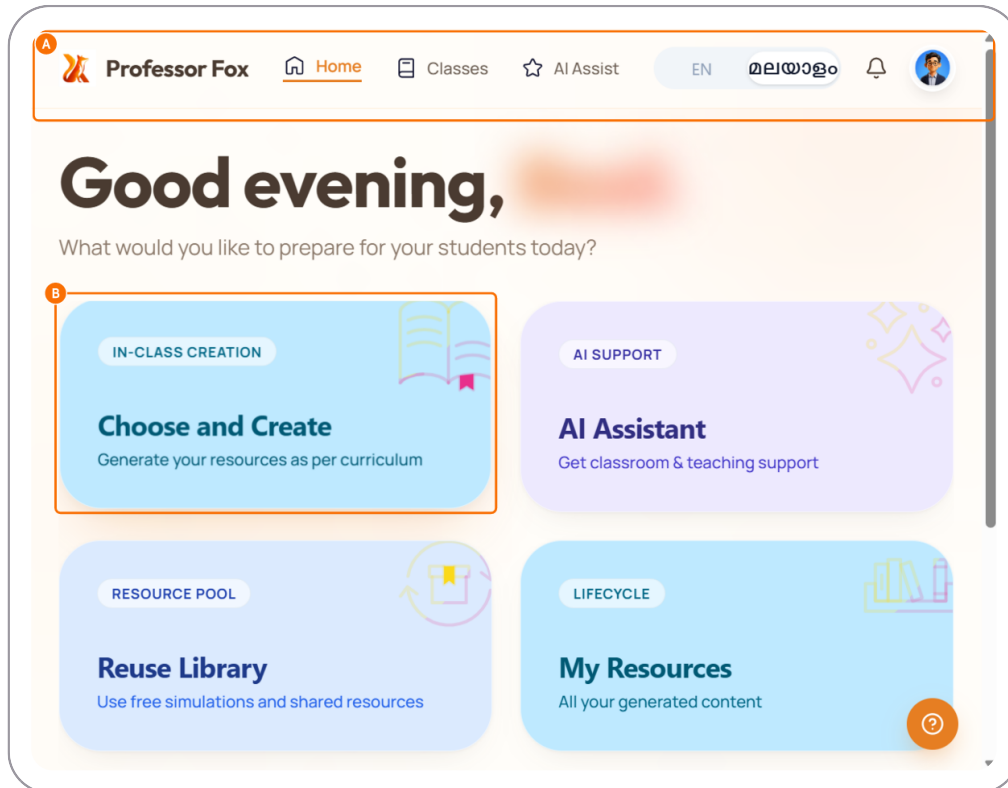 A
Professor Fox
Home
Classes
AI Assist
EN
മലയാളം
Good evening,
What would you like to prepare for your students today?
B
IN-CLASS CREATION
Choose and Create
Generate your resources as per curriculum
AI SUPPORT
AI Assistant
Get classroom & teaching support
RESOURCE POOL
Reuse Library
Use free simulations and shared resources
LIFECYCLE
My Resources
All your generated content
?